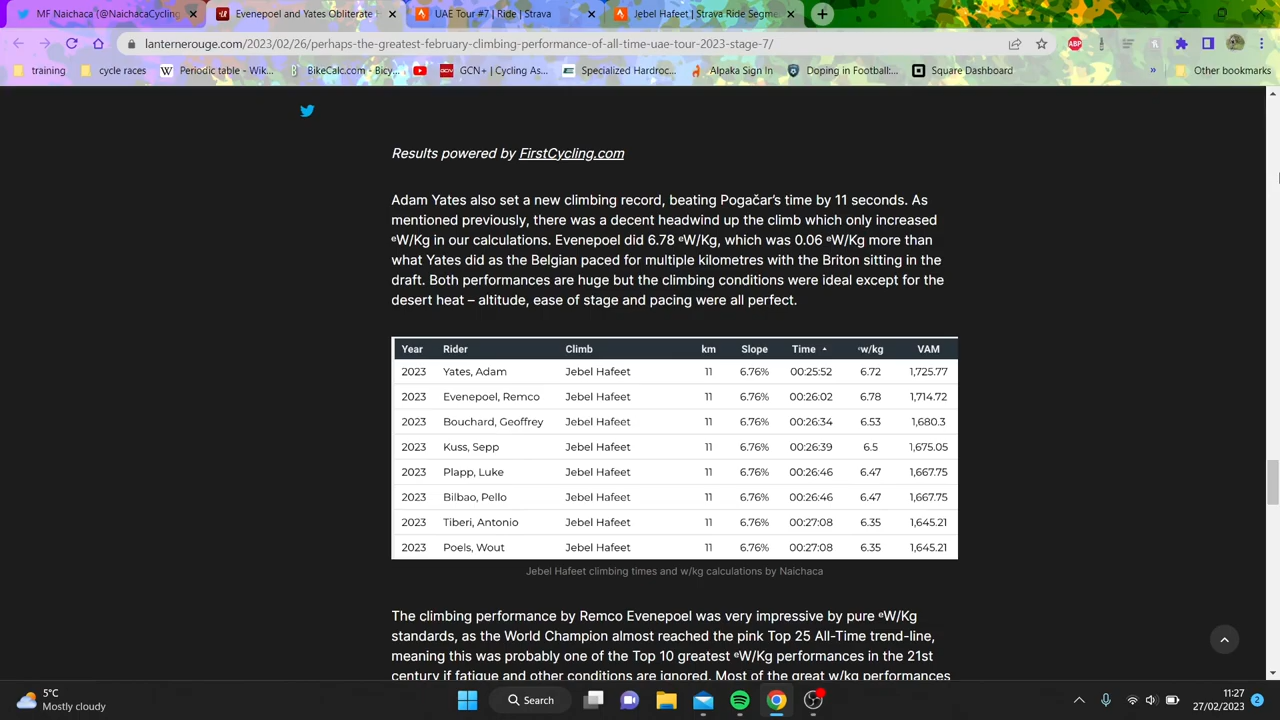 MF Naichaca (@NaichacaCycling)
Evenepoel and Yates Obliterate
UAE Tour #7 | Ride | Strava
Jebel Hafeet | Strava Ride Segme
lanternerouge.com/2023/02/26/perhaps-the-greatest-february-climbing-performance-of-all-time-uae-tour-2023-stage-7/
training
cycle races
Periodic table - Wik...
BikeCalc.com - Bicy...
GCN+ | Cycling As...
Specialized Hardroc...
Alpaka Sign In
Doping in Football:...
Square Dashboard
»
Other bookmarks
Results powered by FirstCycling.com
Adam Yates also set a new climbing record, beating Pogačar's time by 11 seconds. As
mentioned previously, there was a decent headwind up the climb which only increased
ᵉW/Kg in our calculations. Evenepoel did 6.78 ᵉW/Kg, which was 0.06 ᵉW/Kg more than
what Yates did as the Belgian paced for multiple kilometres with the Briton sitting in the
draft. Both performances are huge but the climbing conditions were ideal except for the
desert heat – altitude, ease of stage and pacing were all perfect.
Year Rider Climb km Slope Time ᵉw/kg VAM
2023 Yates, Adam Jebel Hafeet 11 6.76% 00:25:52 6.72 1,725.77
2023 Evenepoel, Remco Jebel Hafeet 11 6.76% 00:26:02 6.78 1,714.72
2023 Bouchard, Geoffrey Jebel Hafeet 11 6.76% 00:26:34 6.53 1,680.3
2023 Kuss, Sepp Jebel Hafeet 11 6.76% 00:26:39 6.5 1,675.05
2023 Plapp, Luke Jebel Hafeet 11 6.76% 00:26:46 6.47 1,667.75
2023 Bilbao, Pello Jebel Hafeet 11 6.76% 00:26:46 6.47 1,667.75
2023 Tiberi, Antonio Jebel Hafeet 11 6.76% 00:27:08 6.35 1,645.21
2023 Poels, Wout Jebel Hafeet 11 6.76% 00:27:08 6.35 1,645.21
Jebel Hafeet climbing times and w/kg calculations by Naichaca
The climbing performance by Remco Evenepoel was very impressive by pure ᵉW/Kg
standards, as the World Champion almost reached the pink Top 25 All-Time trend-line,
meaning this was probably one of the Top 10 greatest ᵉW/Kg performances in the 21st
century if fatigue and other conditions are ignored. Most of the great w/kg performances
5°C
Mostly cloudy
Search
11:27
27/02/2023
2